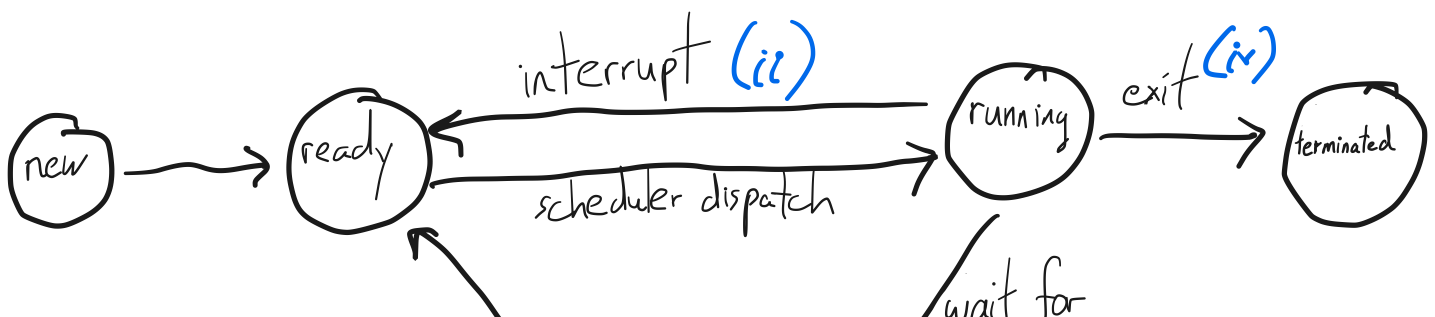 interrupt (ii)
exit (iv)
new
ready
running
terminated
scheduler dispatch
wait for